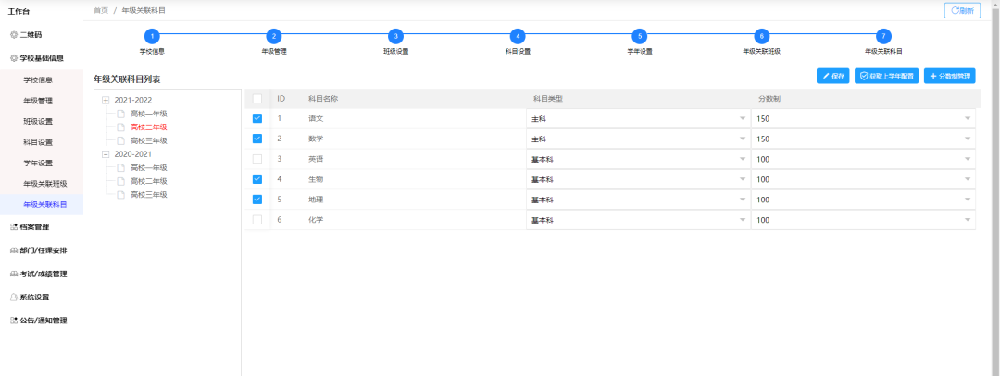 工作台
首页 / 年级关联科目
刷新
二维码
学校基础信息
学校信息
年级管理
班级设置
科目设置
学年设置
年级关联班级
年级关联科目
档案管理
部门/任课安排
考试/成绩管理
系统设置
公告/通知管理
1 2 3 4 5 6 7
学校信息 年级管理 班级设置 科目设置 学年设置 年级关联班级 年级关联科目
年级关联科目列表
保存 获取上学年配置 分数制管理
2021-2022
高校一年级
高校二年级
高校三年级
2020-2021
高校一年级
高校二年级
高校三年级
ID 科目名称 科目类型 分数制
1 语文 主科 150
2 数学 主科 150
3 英语 基本科 100
4 生物 基本科 100
5 地理 基本科 100
6 化学 基本科 100